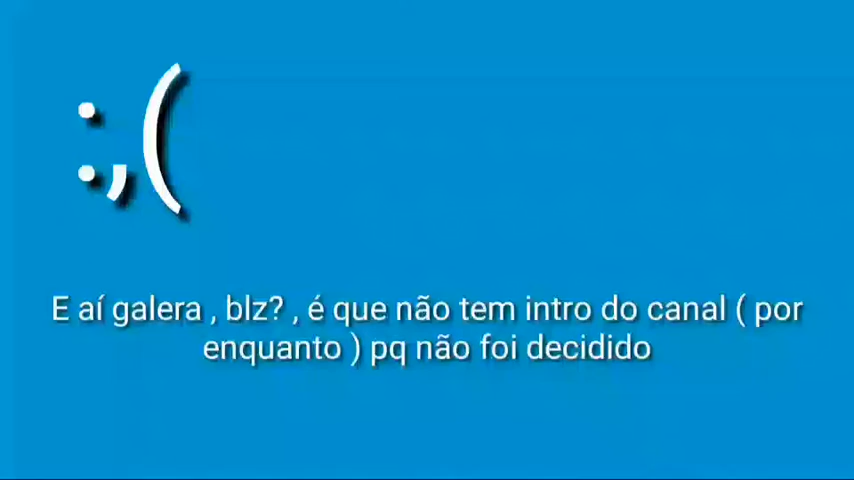 :,(
E aí galera , blz? , é que não tem intro do canal ( por
enquanto ) pq não foi decidido